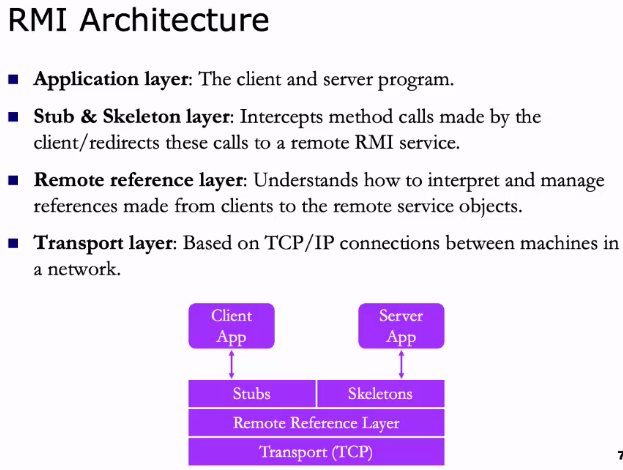 RMI Architecture
Application layer: The client and server program.
Stub & Skeleton layer: Intercepts method calls made by the
client/redirects these calls to a remote RMI service.
Remote reference layer: Understands how to interpret and manage
references made from clients to the remote service objects.
Transport layer: Based on TCP/IP connections between machines in
a network.
Client
App
Server
App
Stubs
Skeletons
Remote Reference Layer
Transport (TCP)
7